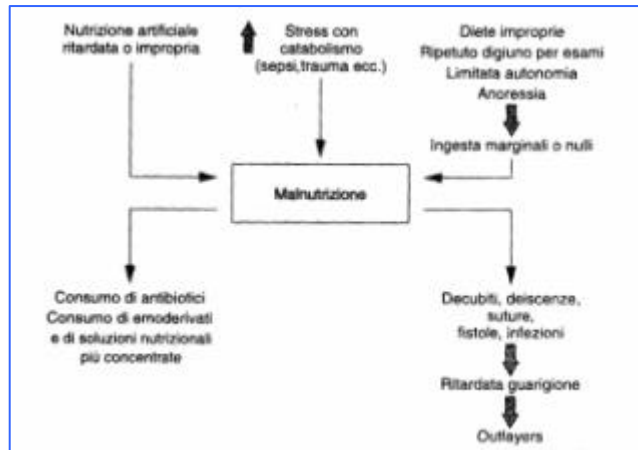 Nutrizione artificiale
ritardata o impropria
Stress con
catabolismo
(sepsi,trauma ecc.)
Diete improprie
Ripetuto digiuno per esami
Limitata autonomia
Anoressia
Ingesta marginali o nulli
Malnutrizione
Consumo di antibiotici
Consumo di emoderivati
e di soluzioni nutrizionali
più concentrate
Decubiti, deiscenze,
suture,
fistole, infezioni
Ritardata guarigione
Outlayers